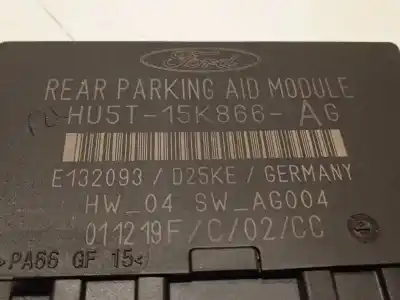 Ford
REAR PARKING AID MODULE
HU5T-15K866-AG
E132093/D25KE/GERMANY
HW_04 SW_AG004
011219F/C/02/CC
>PA66 GF 15<